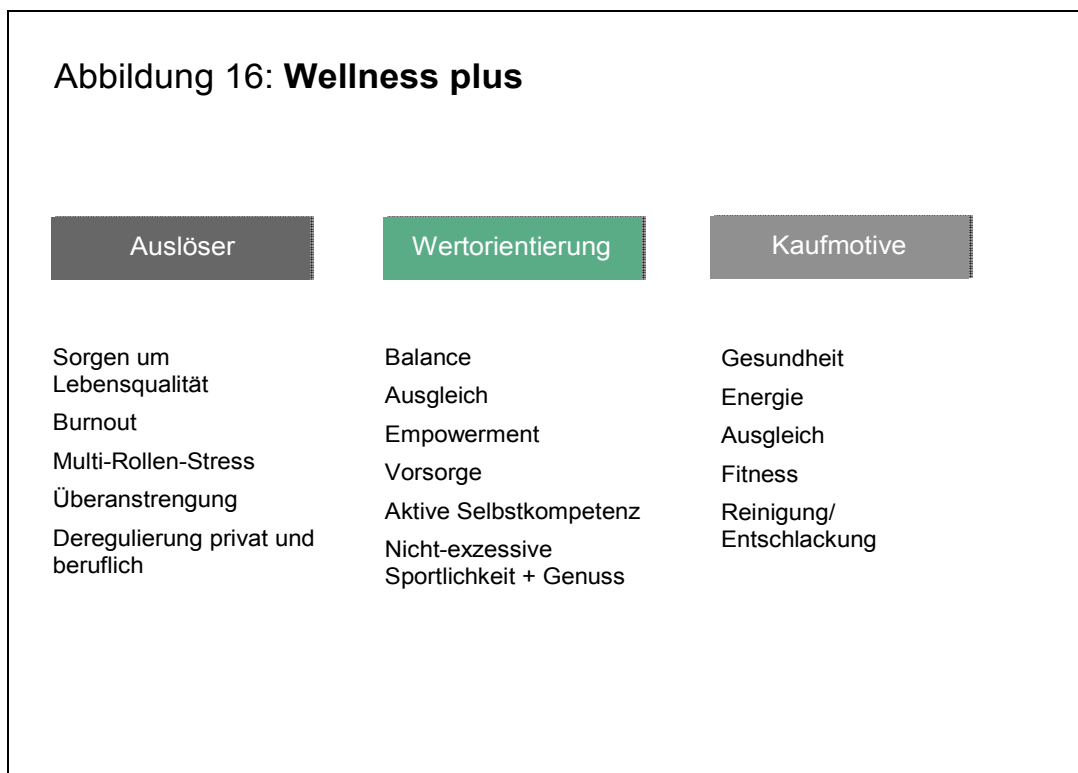 Abbildung 16: Wellness plus
Auslöser
Sorgen um
Lebensqualität
Burnout
Multi-Rollen-Stress
Überanstrengung
Deregulierung privat und
beruflich
Wertorientierung
Balance
Ausgleich
Empowerment
Vorsorge
Aktive Selbstkompetenz
Nicht-exzessive
Sportlichkeit + Genuss
Kaufmotive
Gesundheit
Energie
Ausgleich
Fitness
Reinigung/
Entschlackung